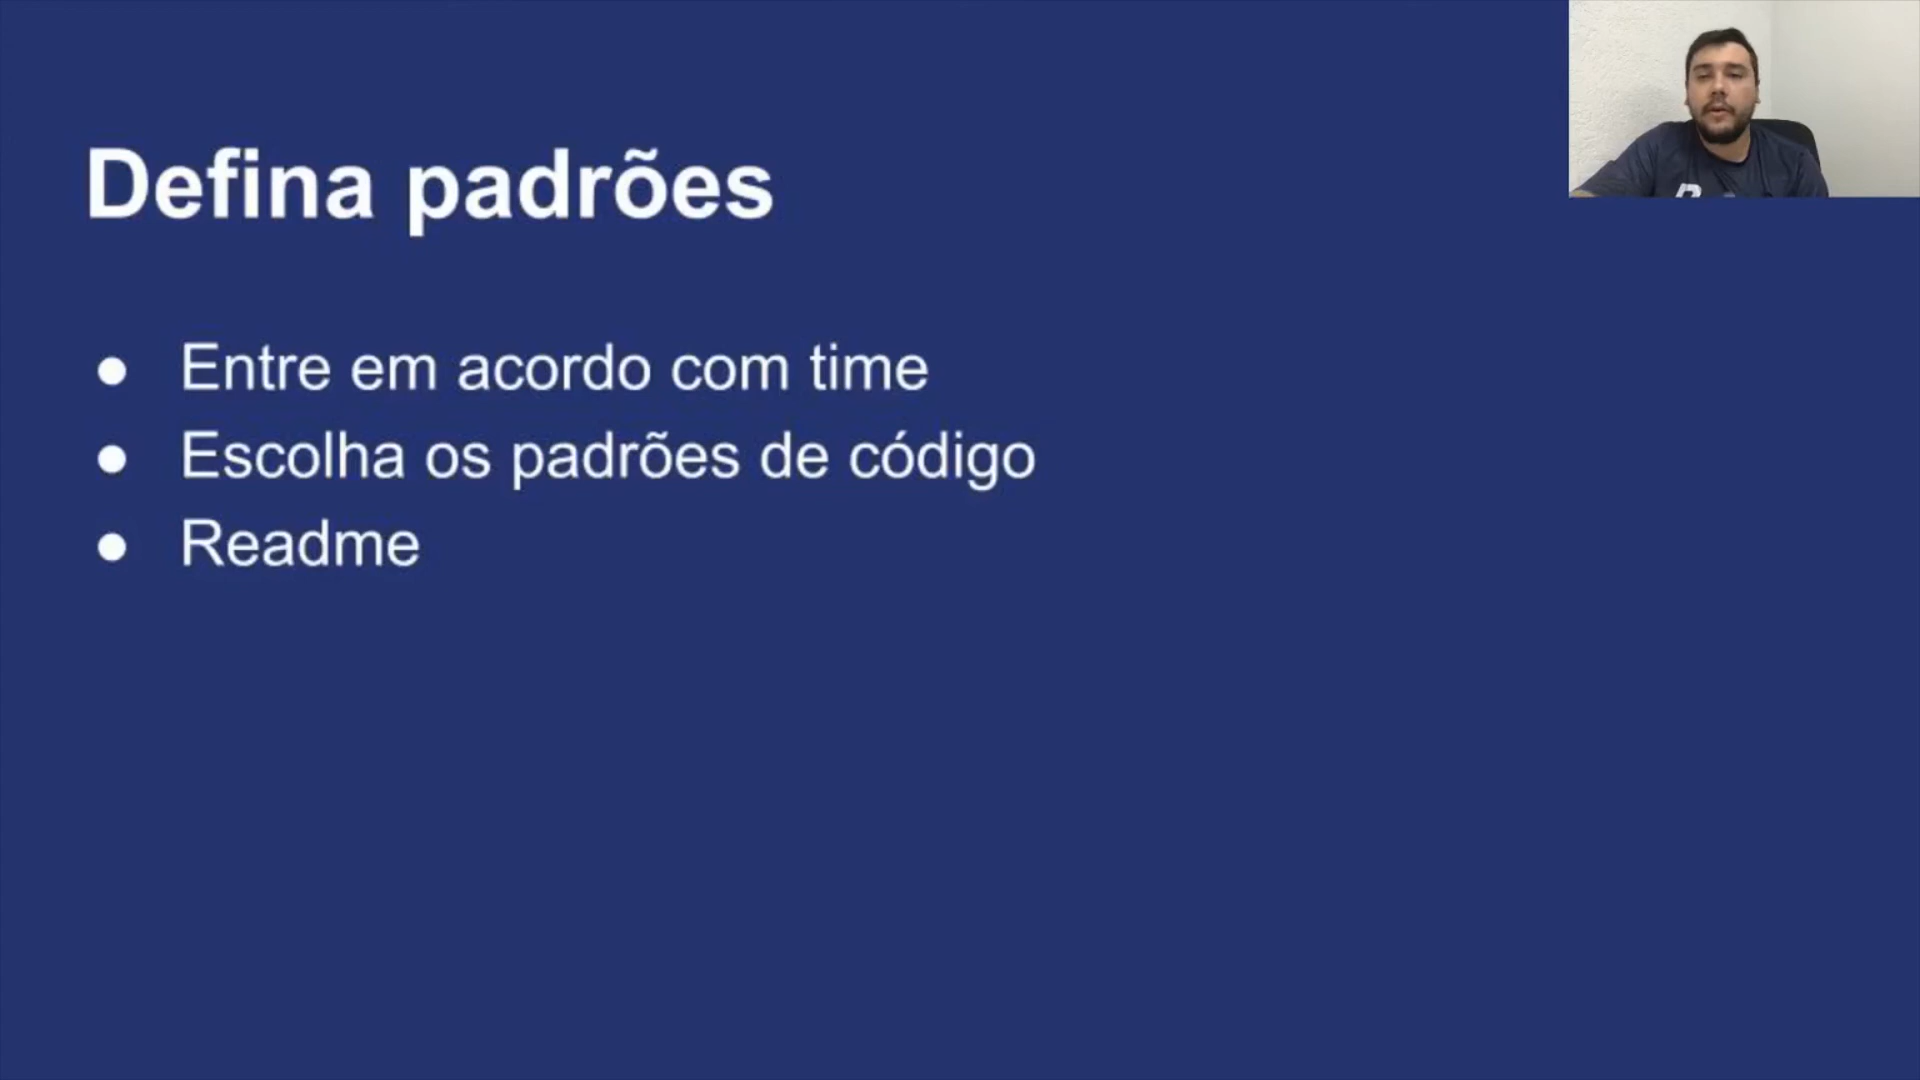 Defina padrões
● Entre em acordo com time
● Escolha os padrões de código
● Readme